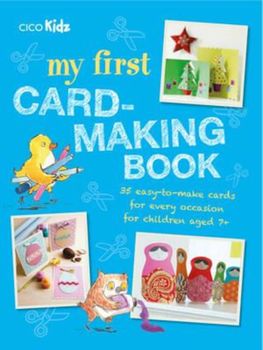 CICO Kidz
my first
CARD-
MAKING
BOOK
35 easy-to-make cards
for every occasion
for children aged 7+